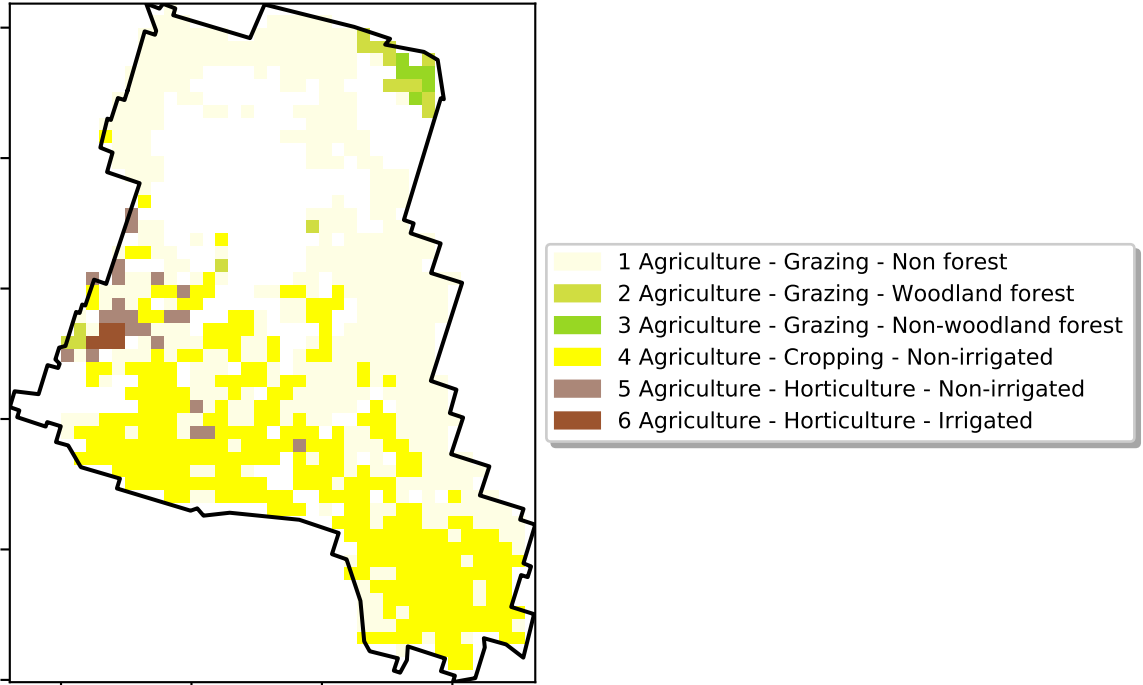 1 Agriculture - Grazing - Non forest
2 Agriculture - Grazing - Woodland forest
3 Agriculture - Grazing - Non-woodland forest
4 Agriculture - Cropping - Non-irrigated
5 Agriculture - Horticulture - Non-irrigated
6 Agriculture - Horticulture - Irrigated